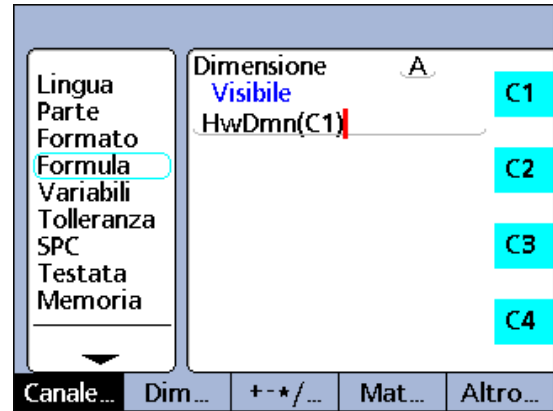 Lingua
Parte
Formato
Formula
Variabili
Tolleranza
SPC
Testata
Memoria
Dimensione A
Visibile
HwDmn(C1)
C1
C2
C3
C4
Canale... Dim... +-*/... Mat... Altro...